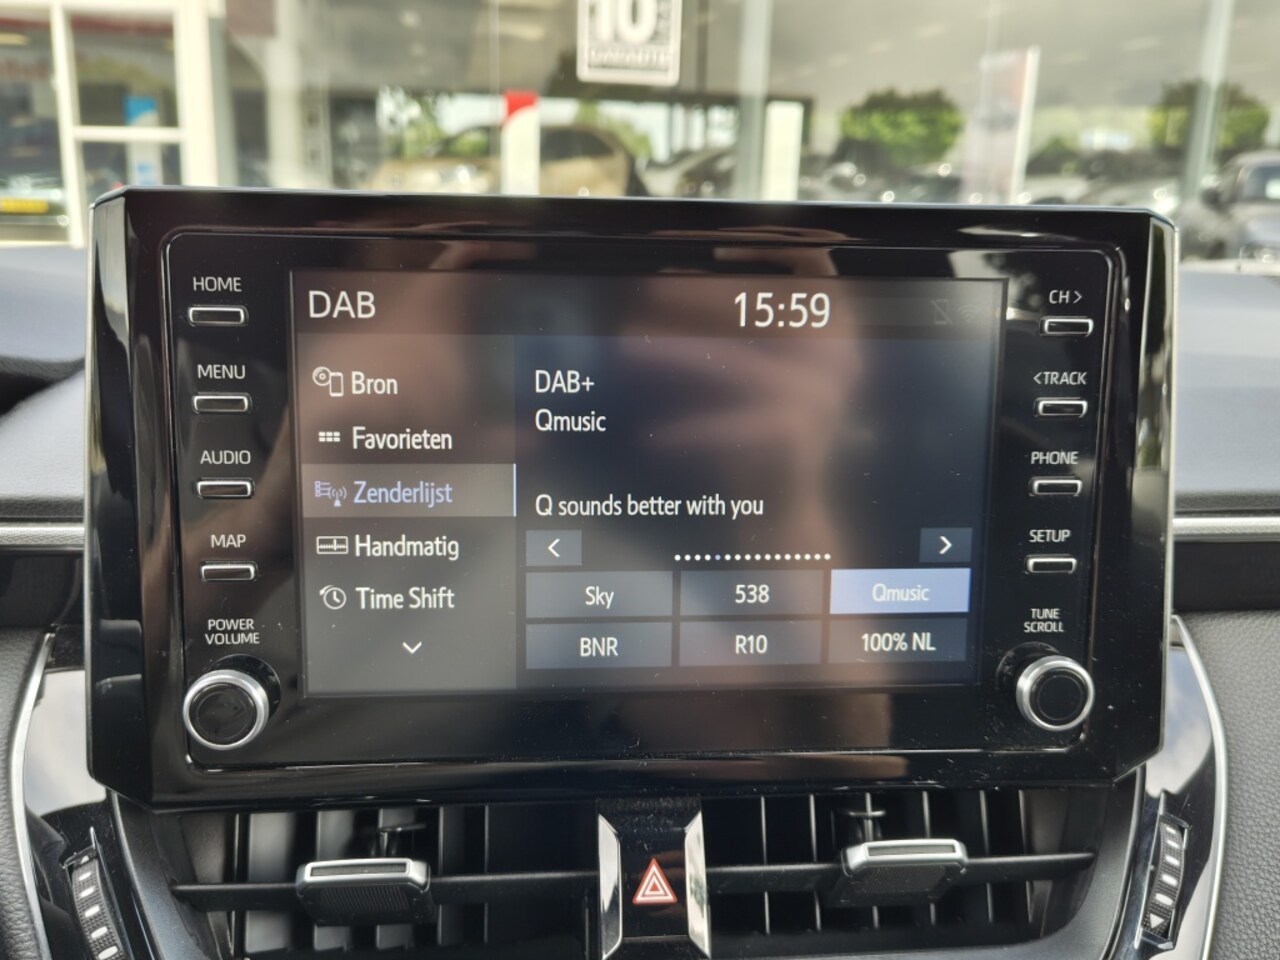 10
HOME
MENU
AUDIO
MAP
POWER
VOLUME
DAB
15:59
Bron
Favorieten
Zenderlijst
Handmatig
Time Shift
DAB+
Qmusic
Q sounds better with you
<
>
Sky
538
Qmusic
BNR
R10
100% NL
CH >
<TRACK
PHONE
SETUP
TUNE
SCROLL